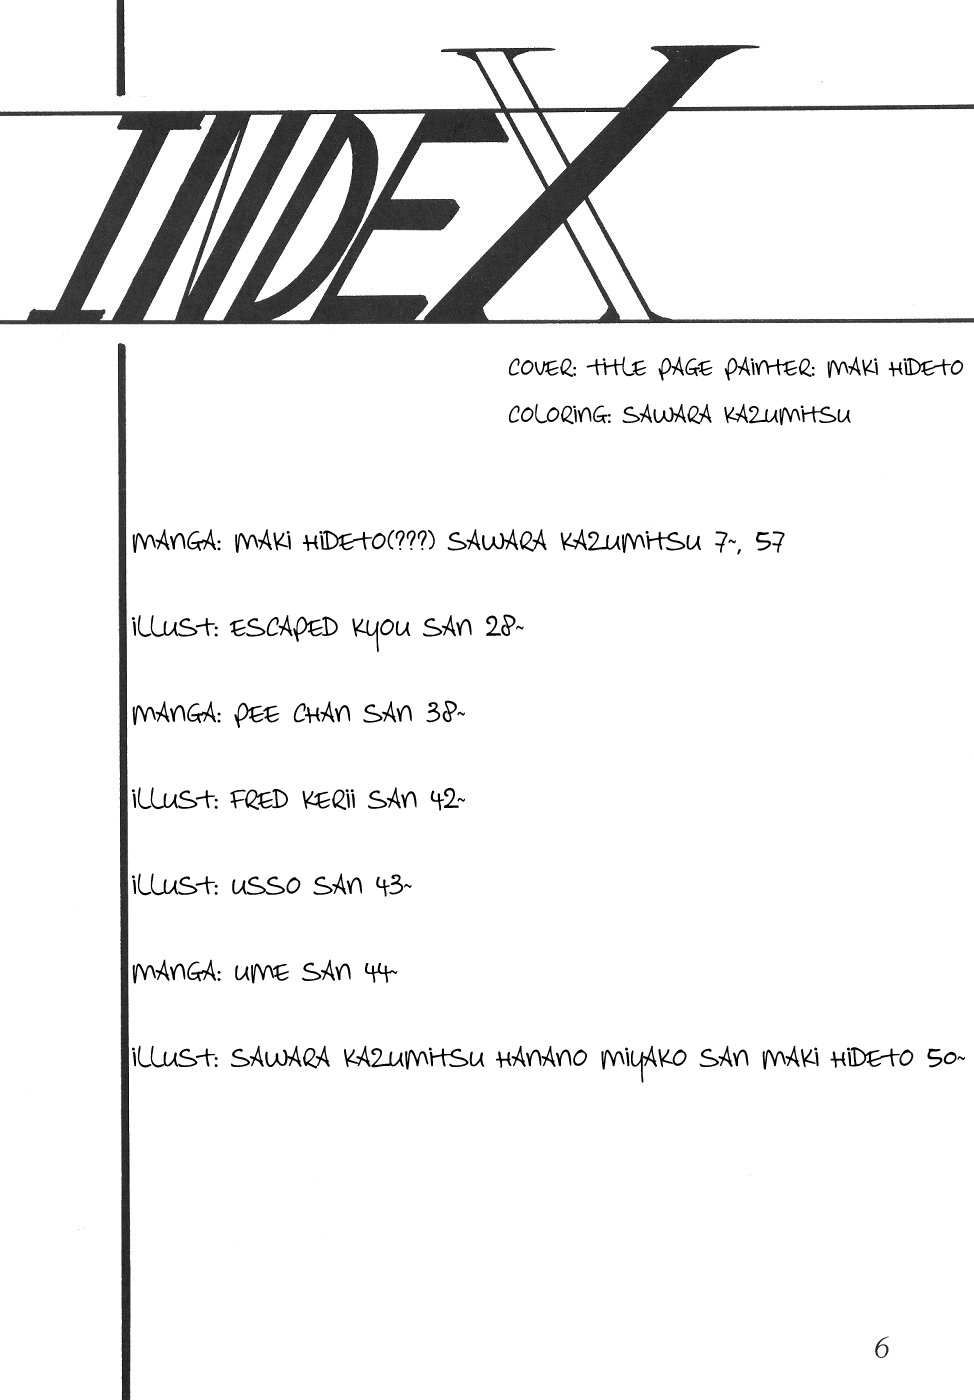 INDEX
COVER: TITLE PAGE PAINTER: MAKI HIDETO
COLORING: SAWARA KAZUMITSU
MANGA: MAKI HIDETO(???) SAWARA KAZUMITSU 7~, 57
ILLUST: ESCAPED KYOU SAN 28~
MANGA: PEE CHAN SAN 38~
ILLUST: FRED KERII SAN 42~
ILLUST: USSO SAN 43~
MANGA: UME SAN 44~
ILLUST: SAWARA KAZUMITSU HANANO MIYAKO SAN MAKI HIDETO 50~
6